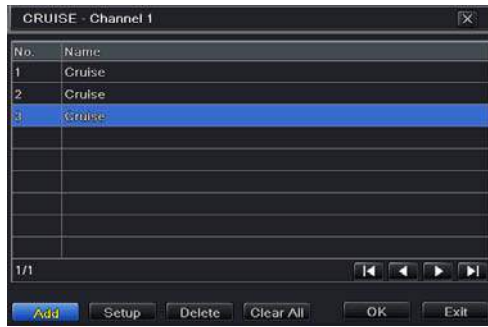 CRUISE - Channel 1
No. Name
1 Cruise
2 Cruise
3 Cruise
1/1
Add Setup Delete Clear All OK Exit